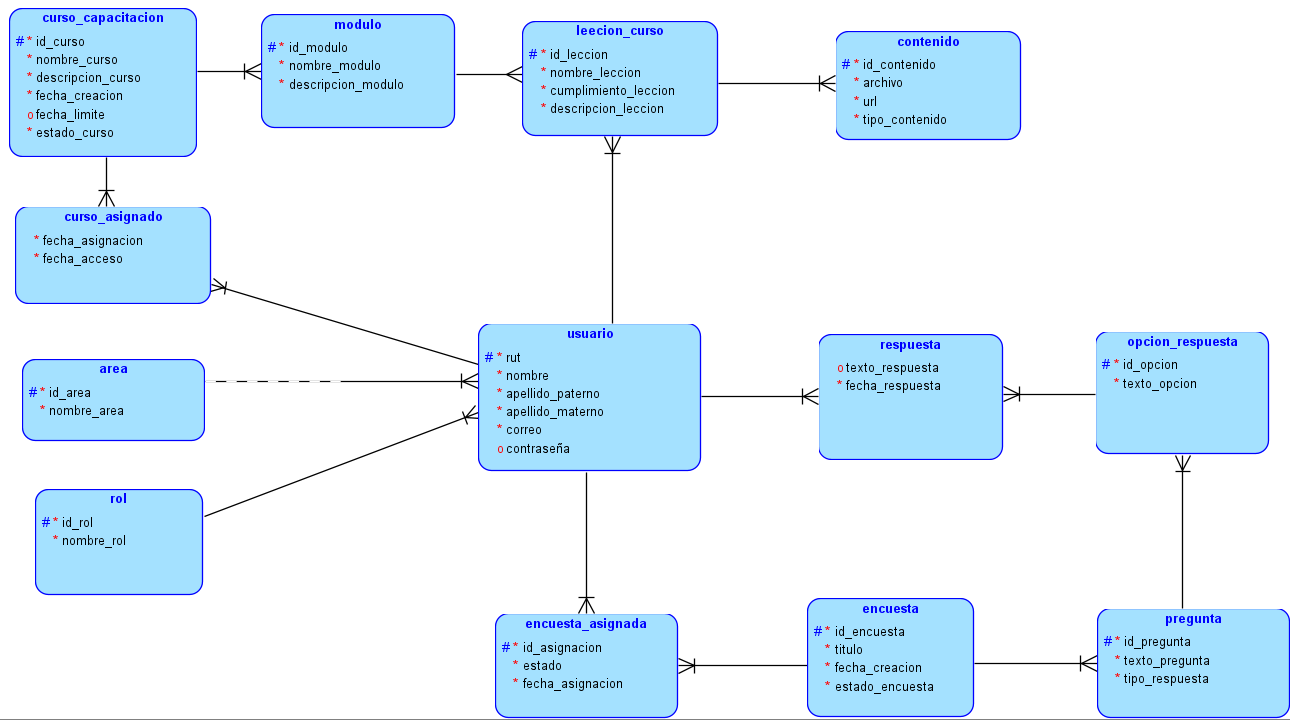 curso_capacitacion
#* id_curso
* nombre_curso
* descripcion_curso
* fecha_creacion
o fecha_limite
* estado_curso
modulo
#* id_modulo
* nombre_modulo
* descripcion_modulo
leecion_curso
#* id_leccion
* nombre_leccion
* cumplimiento_leccion
* descripcion_leccion
contenido
#* id_contenido
* archivo
* url
* tipo_contenido
curso_asignado
* fecha_asignacion
* fecha_acceso
area
#* id_area
* nombre_area
rol
#* id_rol
* nombre_rol
usuario
#* rut
* nombre
* apellido_paterno
* apellido_materno
* correo
o contraseña
respuesta
o texto_respuesta
* fecha_respuesta
opcion_respuesta
#* id_opcion
* texto_opcion
encuesta_asignada
#* id_asignacion
* estado
* fecha_asignacion
encuesta
#* id_encuesta
* titulo
* fecha_creacion
* estado_encuesta
pregunta
#* id_pregunta
* texto_pregunta
* tipo_respuesta